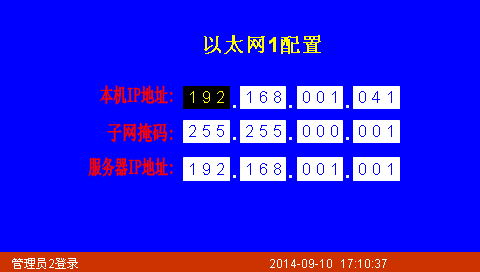 以太网1配置
本机IP地址: 192.168.001.041
子网掩码: 255.255.000.001
服务器IP地址: 192.168.001.001
管理员2登录 2014-09-10 17:10:37